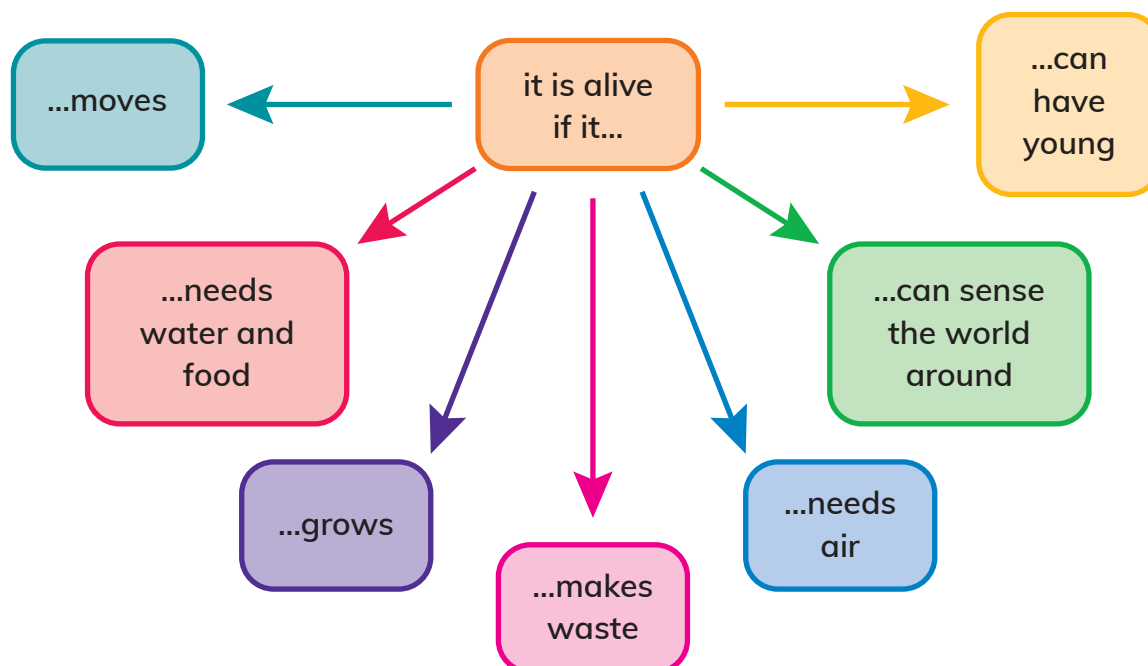 it is alive
if it...
...moves
...can
have
young
...needs
water and
food
...can sense
the world
around
...grows
...needs
air
...makes
waste